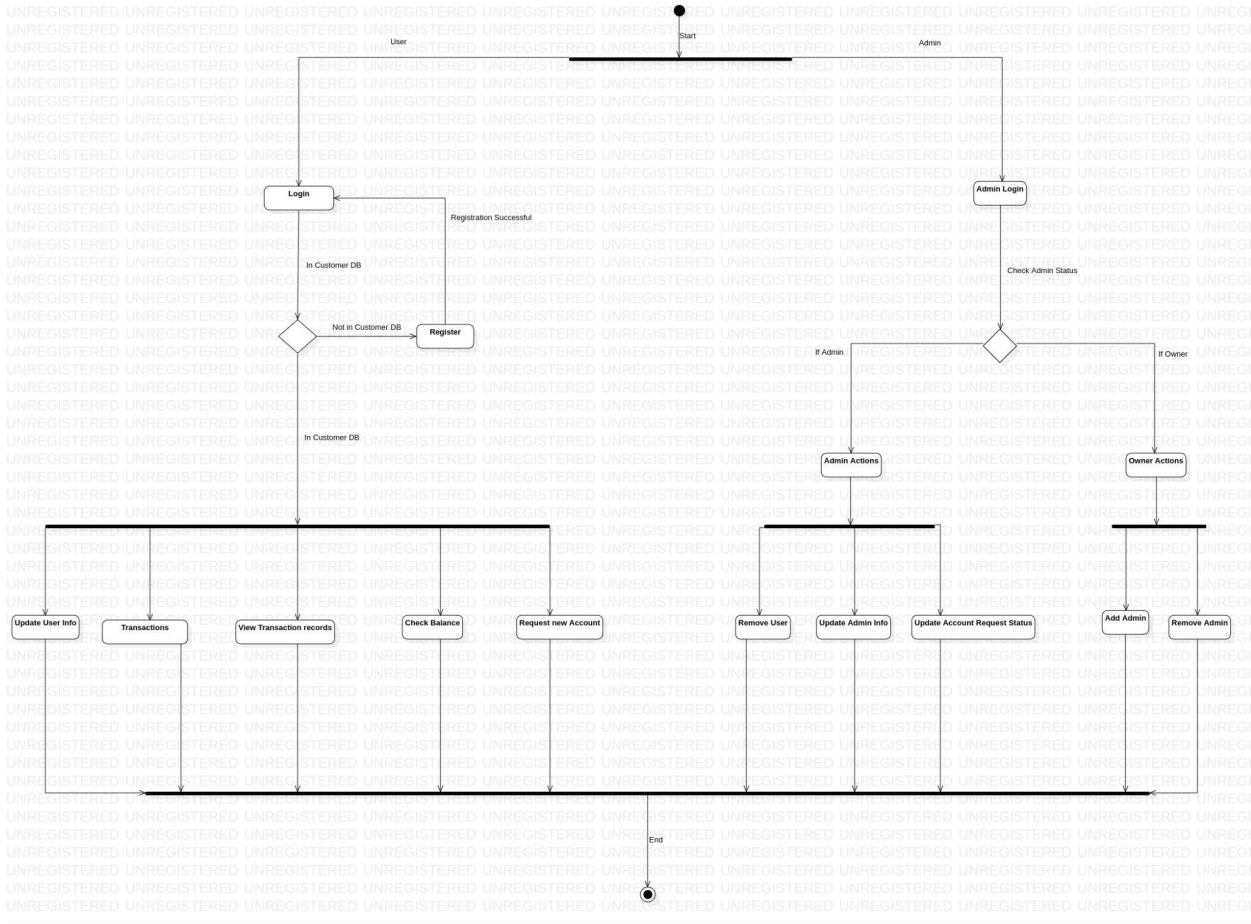 Start
User
Admin
Login
Admin Login
Registration Successful
In Customer DB
Check Admin Status
Not in Customer DB
Register
If Admin
If Owner
In Customer DB
Admin Actions
Owner Actions
Update User Info
Transactions
View Transaction records
Check Balance
Request new Account
Remove User
Update Admin Info
Update Account Request Status
Add Admin
Remove Admin
End
UNREGISTERED